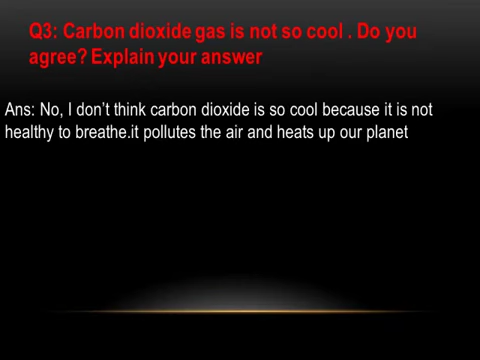 Q3: Carbon dioxide gas is not so cool . Do you
agree? Explain your answer
Ans: No, I don't think carbon dioxide is so cool because it is not
healthy to breathe.it pollutes the air and heats up our planet